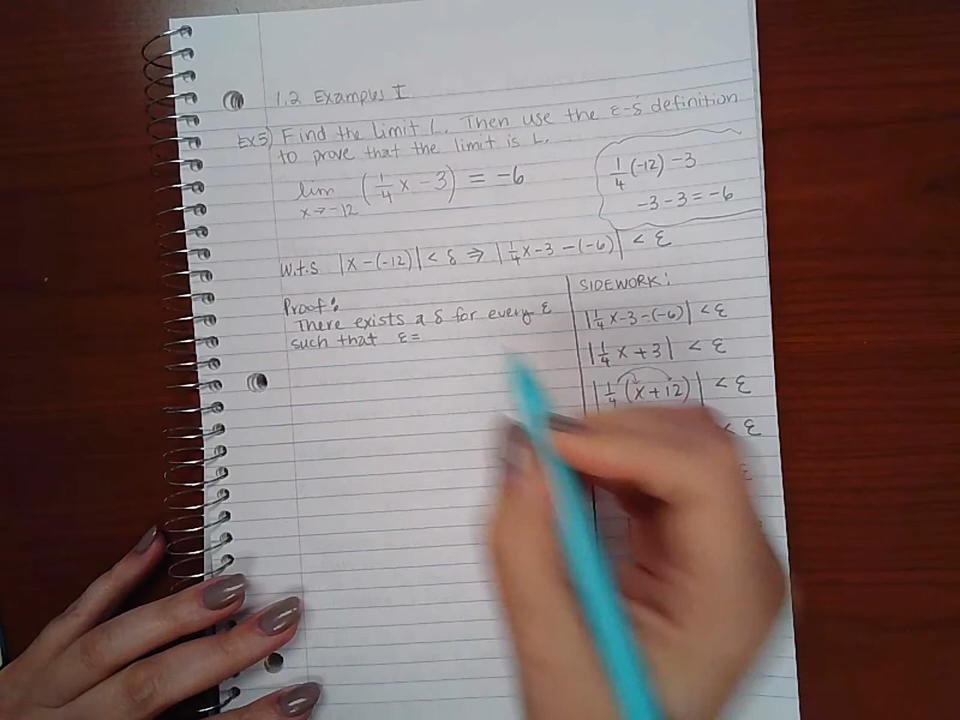 1.2 Examples I
Ex5) Find the limit L. Then use the ε-δ definition
to prove that the limit is L.
lim x→-12 (1/4 x - 3) = -6
1/4 (-12) - 3
-3 - 3 = -6
W.t.s |x-(-12)| < δ ⇒ |1/4 x - 3 - (-6)| < ε
Proof:
There exists a δ for every ε
such that ε=
SIDEWORK:
|1/4 x - 3 - (-6)| < ε
|1/4 x + 3| < ε
|1/4 (x + 12)| < ε
< ε
ε